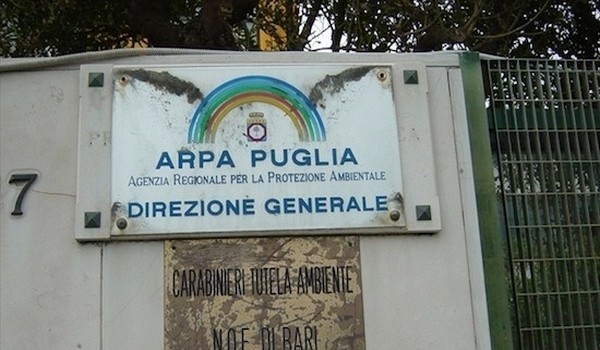 7
ARPA PUGLIA
AGENZIA REGIONALE PER LA PROTEZIONE AMBIENTALE
DIREZIONE GENERALE
CARABINIERI TUTELA AMBIENTE
N.O.E. DI BARI